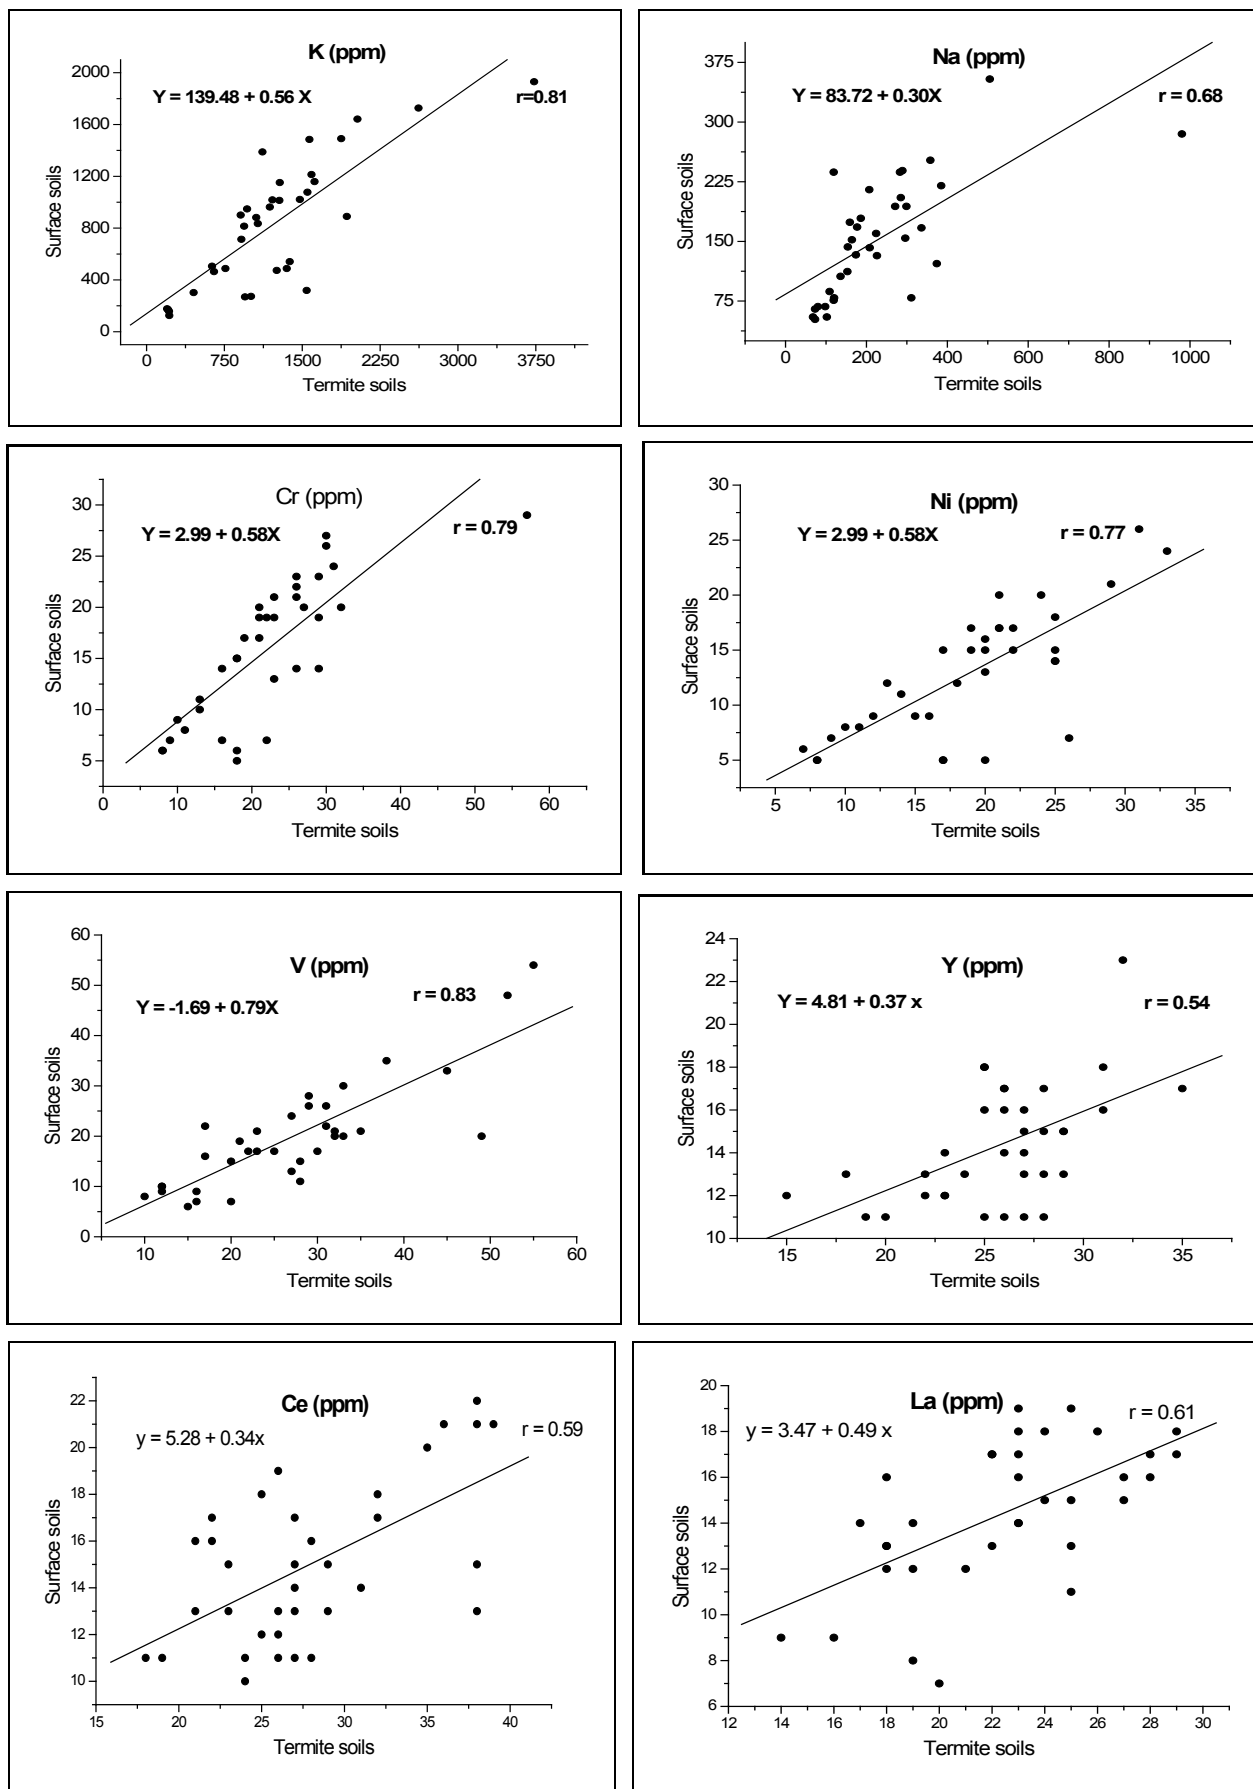 K (ppm)
Y = 139.48 + 0.56 X
r=0.81
2000
1600
1200
800
400
0
Surface soils
0 750 1500 2250 3000 3750
Termite soils
Na (ppm)
Y = 83.72 + 0.30X
r = 0.68
375
300
225
150
75
Surface soils
0 200 400 600 800 1000
Termite soils
Cr (ppm)
Y = 2.99 + 0.58X
r = 0.79
30
25
20
15
10
5
Surface soils
0 10 20 30 40 50 60
Termite soils
Ni (ppm)
Y = 2.99 + 0.58X
r = 0.77
30
25
20
15
10
5
Surface soils
5 10 15 20 25 30 35
Termite soils
V (ppm)
Y = -1.69 + 0.79X
r = 0.83
60
50
40
30
20
10
0
Surface soils
10 20 30 40 50 60
Termite soils
Y (ppm)
Y = 4.81 + 0.37 x
r = 0.54
24
22
20
18
16
14
12
10
Surface soils
15 20 25 30 35
Termite soils
Ce (ppm)
y = 5.28 + 0.34x
r = 0.59
22
20
18
16
14
12
10
Surface soils
15 20 25 30 35 40
Termite soils
La (ppm)
y = 3.47 + 0.49 x
r = 0.61
20
18
16
14
12
10
8
6
Surface soils
12 14 16 18 20 22 24 26 28 30
Termite soils